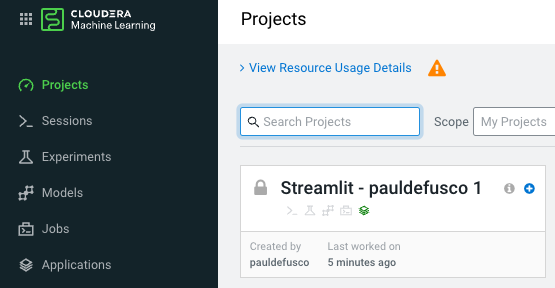 CLOUDERA
Machine Learning
Projects
Sessions
Experiments
Models
Jobs
Applications
Projects
> View Resource Usage Details
Search Projects
Scope My Projects
Streamlit - pauldefusco 1
Created by Last worked on
pauldefusco 5 minutes ago